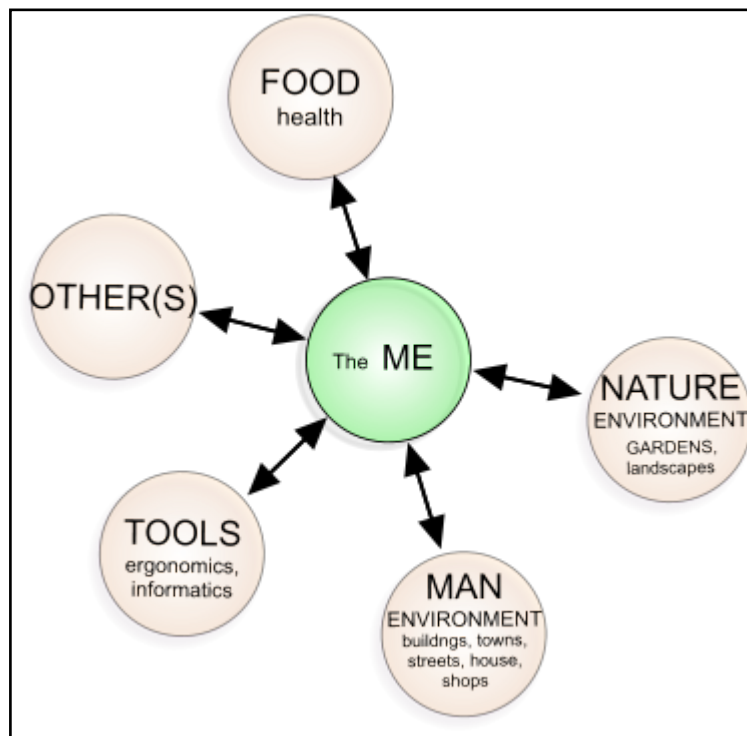 FOOD
health
OTHER(S)
The ME
NATURE
ENVIRONMENT
GARDENS,
landscapes
TOOLS
ergonomics,
informatics
MAN
ENVIRONMENT
buildngs, towns,
streets, house,
shops